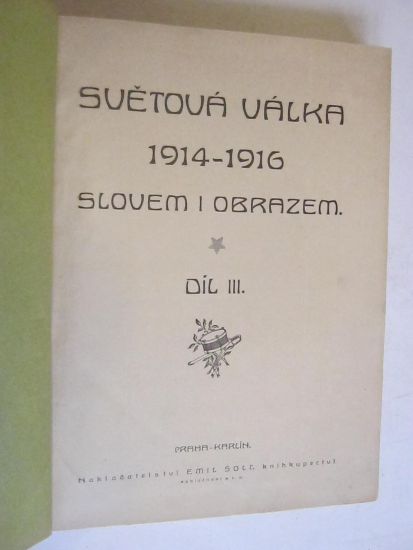 SVĚTOVÁ VÁLKA
1914-1916
SLOVEM I OBRAZEM.
DÍL III.
PRAHA-KARLÍN.
Nakladatelství EMIL ŠOLC, knihkupectví